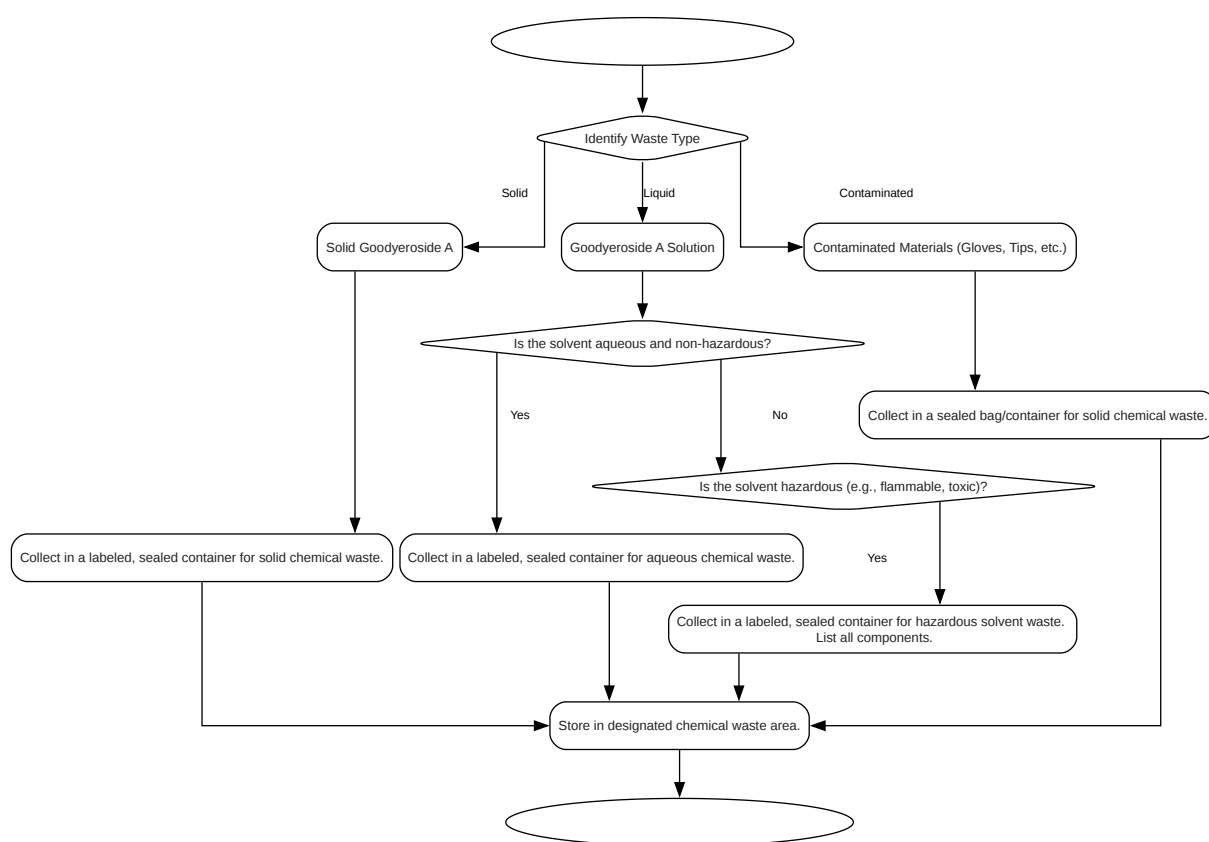 Identify Waste Type
Solid
Liquid
Contaminated
Solid Goodyeroside A
Goodyeroside A Solution
Contaminated Materials (Gloves, Tips, etc.)
Is the solvent aqueous and non-hazardous?
Yes
No
Collect in a sealed bag/container for solid chemical waste.
Is the solvent hazardous (e.g., flammable, toxic)?
Collect in a labeled, sealed container for solid chemical waste.
Collect in a labeled, sealed container for aqueous chemical waste.
Yes
Collect in a labeled, sealed container for hazardous solvent waste.
List all components.
Store in designated chemical waste area.